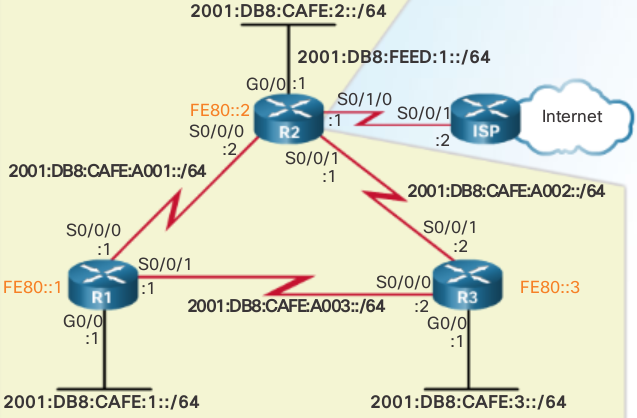 2001:DB8:CAFE:2::/64
2001:DB8:FEED:1::/64
G0/0 :1
FE80::2
S0/1/0
S0/0/1
Internet
R2
:1
ISP
S0/0/0
:2
:2
S0/0/1
:1
2001:DB8:CAFE:A001::/64
2001:DB8:CAFE:A002::/64
S0/0/0
:1
S0/0/1
:2
S0/0/1
FE80::1
:1
R1
S0/0/0
R3
FE80::3
2001:DB8:CAFE:A003::/64
:2
G0/0
:1
G0/0
:1
2001:DB8:CAFE:1::/64
2001:DB8:CAFE:3::/64